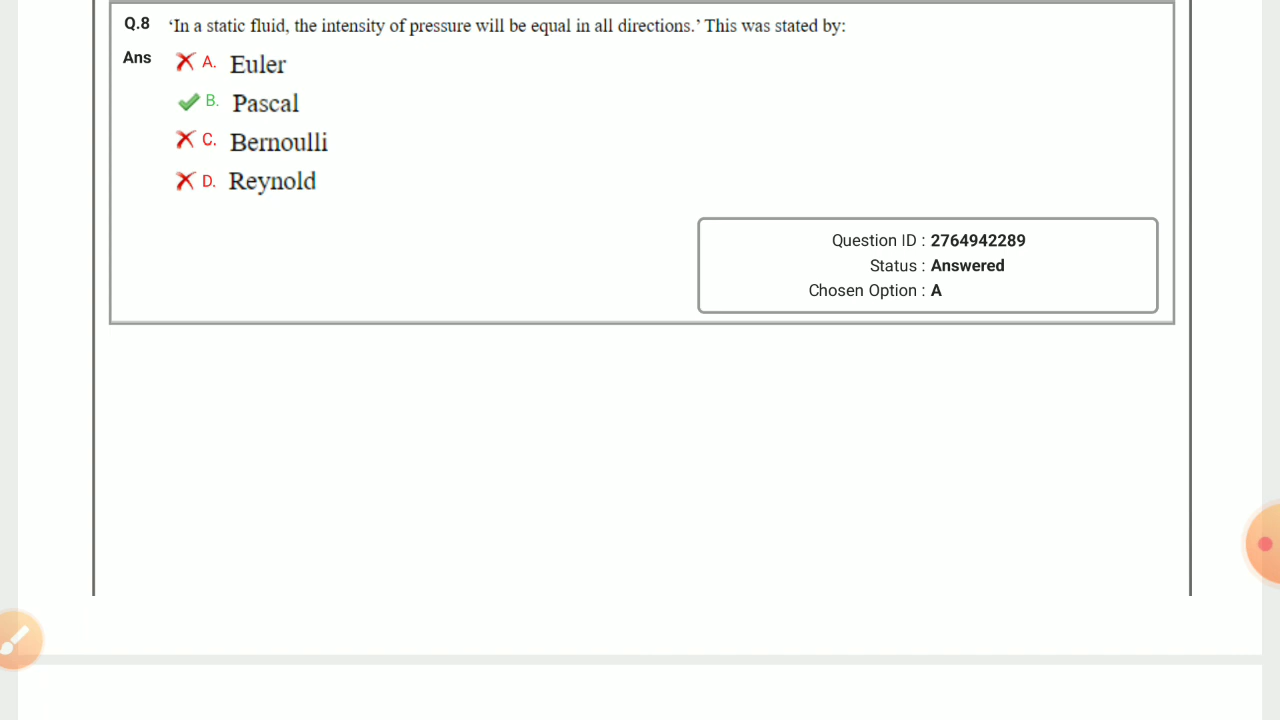 Q.8 ‘In a static fluid, the intensity of pressure will be equal in all directions.’ This was stated by:
Ans A. Euler
B. Pascal
C. Bernoulli
D. Reynold
Question ID : 2764942289
Status : Answered
Chosen Option : A